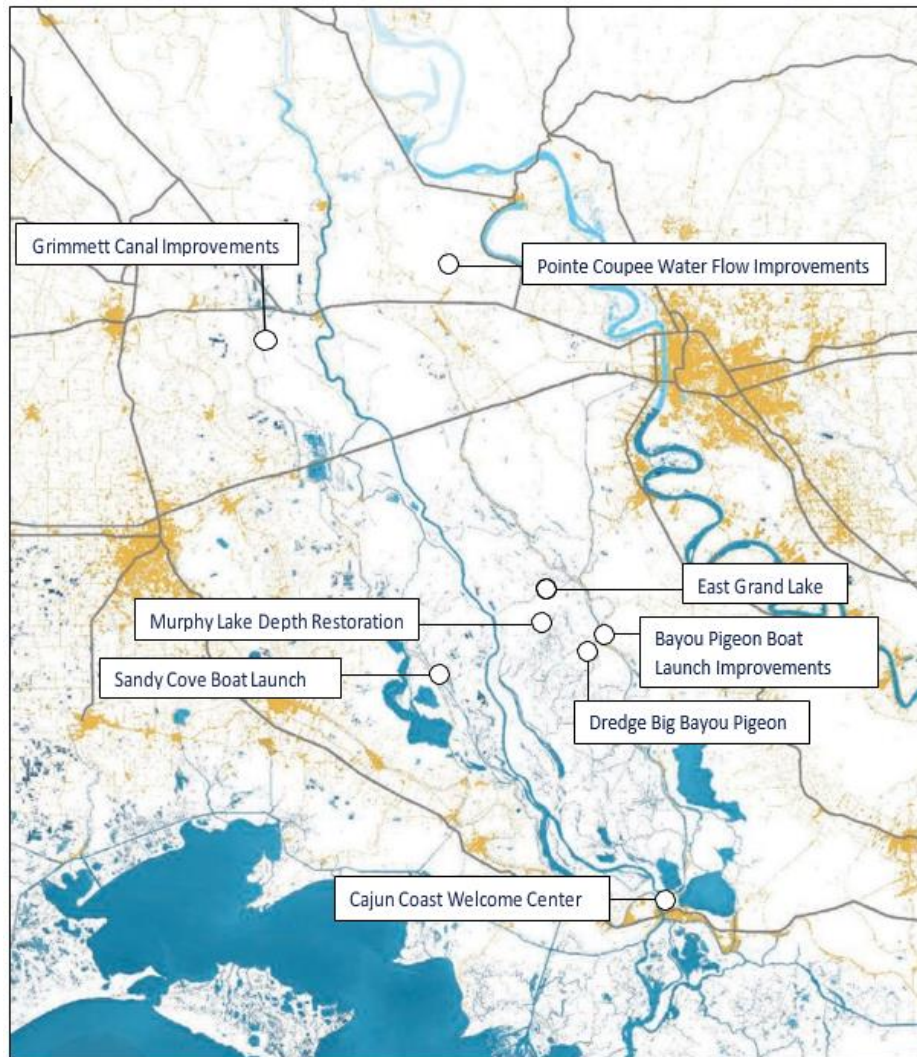 Grimmett Canal Improvements
Pointe Coupee Water Flow Improvements
East Grand Lake
Murphy Lake Depth Restoration
Bayou Pigeon Boat
Launch Improvements
Sandy Cove Boat Launch
Dredge Big Bayou Pigeon
Cajun Coast Welcome Center